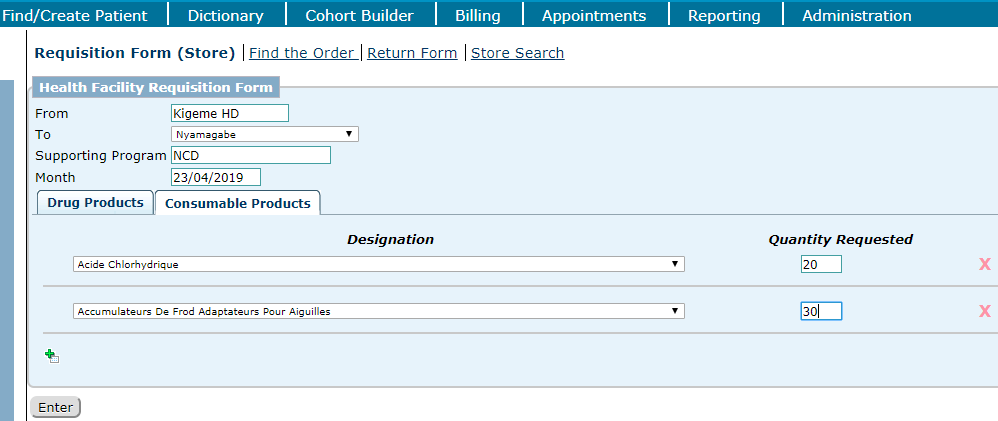 Find/Create Patient Dictionary Cohort Builder Billing Appointments Reporting Administration
Requisition Form (Store) Find the Order Return Form Store Search
Health Facility Requisition Form
From Kigeme HD
To Nyamagabe
Supporting Program NCD
Month 23/04/2019
Drug Products Consumable Products
Designation Quantity Requested
Acide Chlorhydrique 20 X
Accumulateurs De Frod Adaptateurs Pour Aiguilles 30 X
Enter